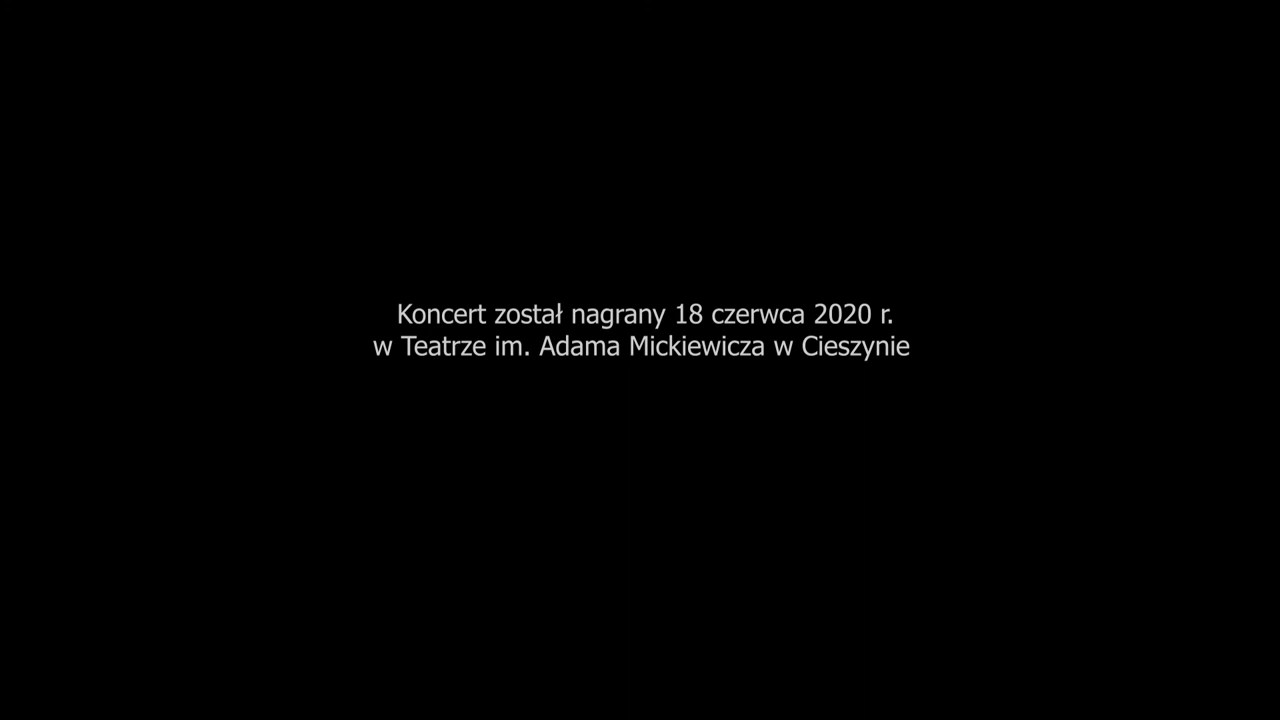 Koncert został nagrany 18 czerwca 2020 r.
w Teatrze im. Adama Mickiewicza w Cieszynie